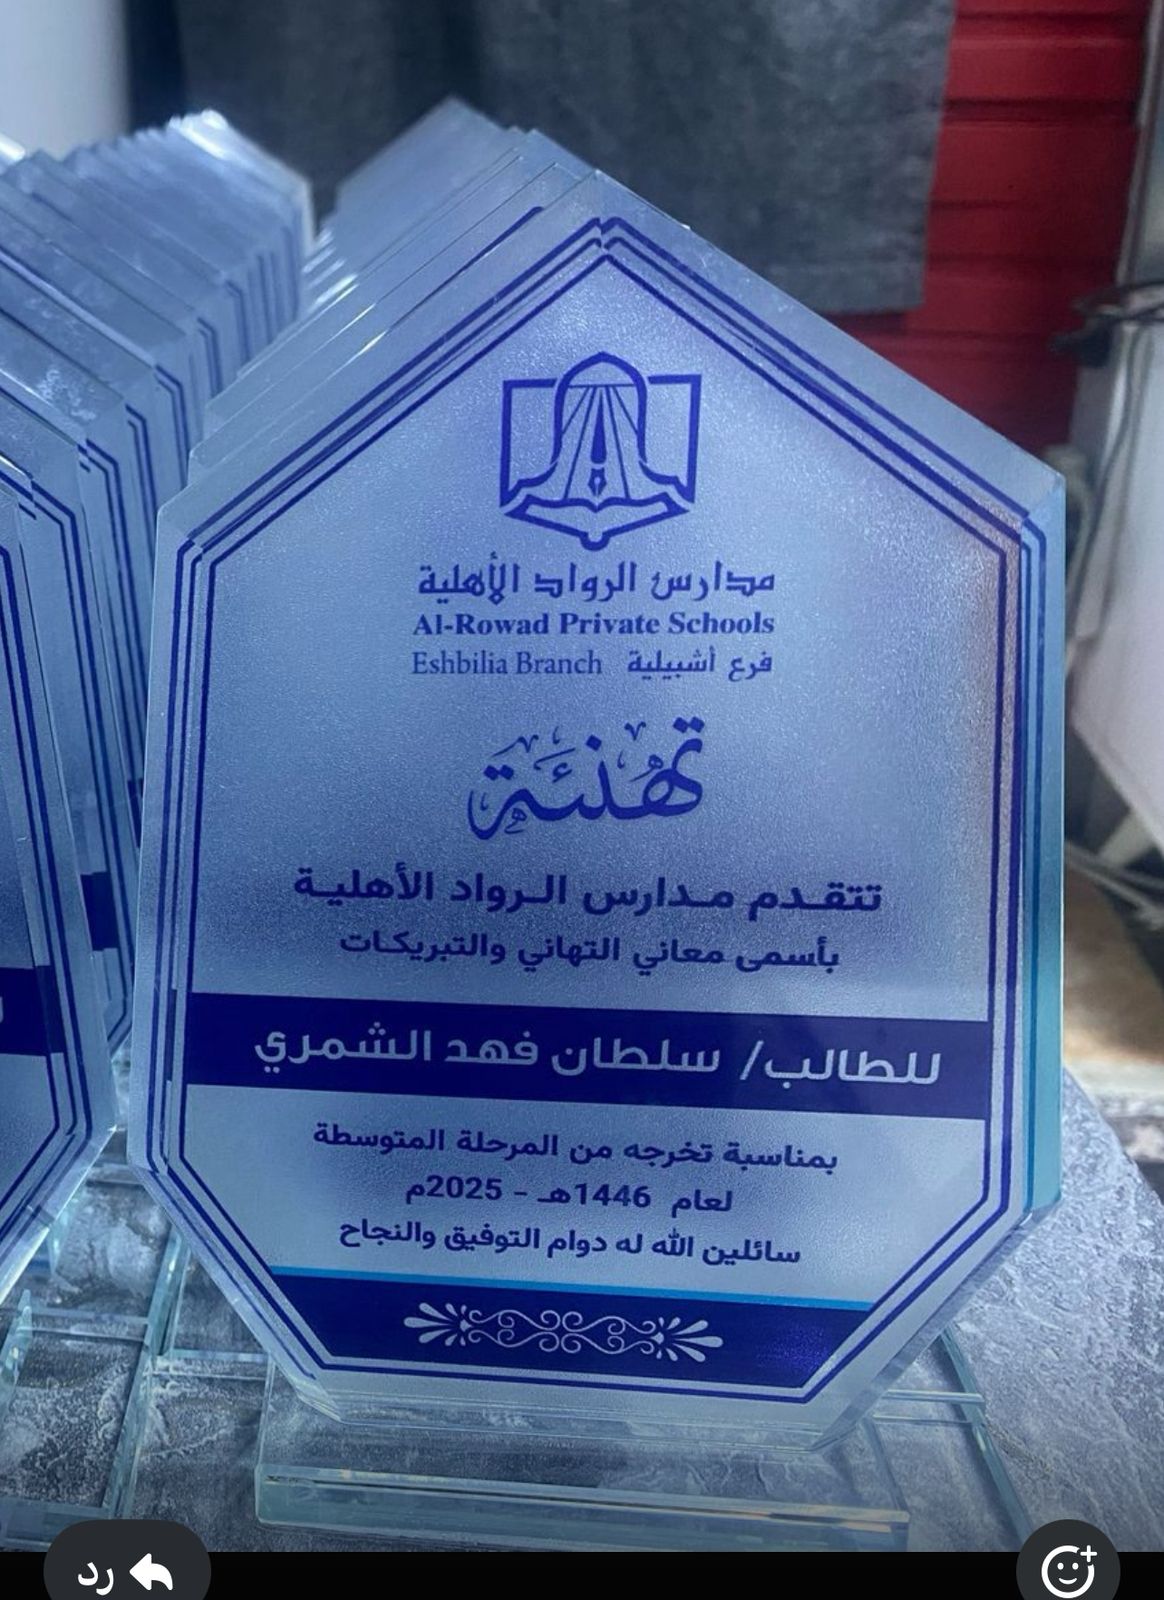 مدارس الرواد الأهلية
Al-Rowad Private Schools
Eshbilia Branch فرع أشبيلية
تهنئة
تتقدم مدارس الرواد الأهلية
بأسمى معاني التهاني والتبريكات
للطالب/ سلطان فهد الشمري
بمناسبة تخرجه من المرحلة المتوسطة
لعام 1446هـ - 2025م
سائلين الله له دوام التوفيق والنجاح
رد